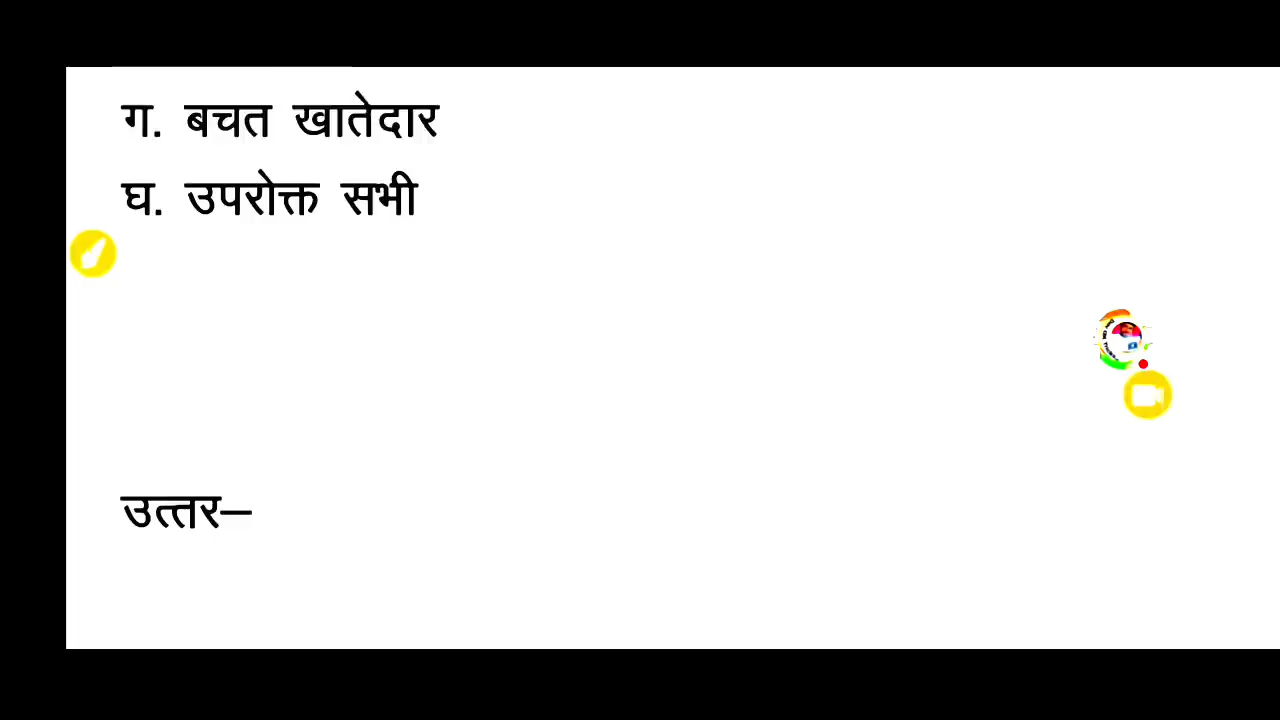 ग. बचत खातेदार
घ. उपरोक्त सभी
उत्तर–